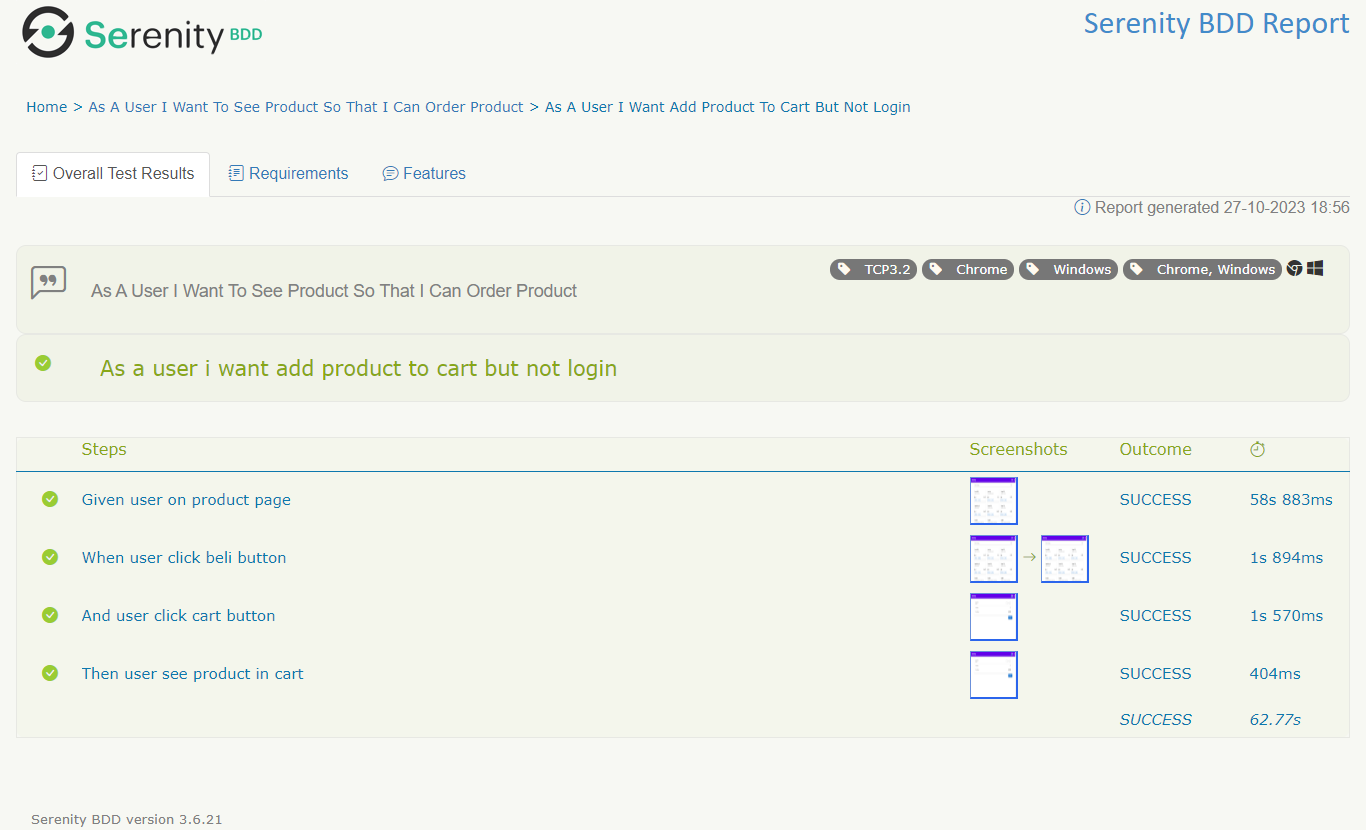 Serenity BDD
Serenity BDD Report
Home > As A User I Want To See Product So That I Can Order Product > As A User I Want Add Product To Cart But Not Login
Overall Test Results Requirements Features
Report generated 27-10-2023 18:56
TCP3.2 Chrome Windows Chrome, Windows
As A User I Want To See Product So That I Can Order Product
As a user i want add product to cart but not login
Steps Screenshots Outcome
Given user on product page SUCCESS 58s 883ms
When user click beli button → SUCCESS 1s 894ms
And user click cart button SUCCESS 1s 570ms
Then user see product in cart SUCCESS 404ms
SUCCESS 62.77s
Serenity BDD version 3.6.21